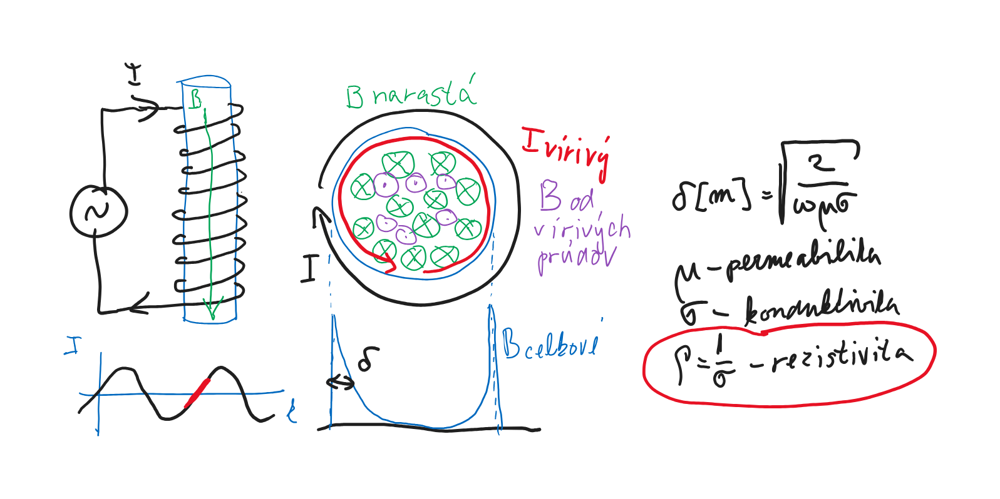 I
B
I
t
B narastá
I vírivý
B od
vírivých
prúdov
I
δ
B celkové
δ[m] = √(2/(ωμσ))
μ - permeabilita
σ - konduktivita
ρ = 1/σ - rezistivita